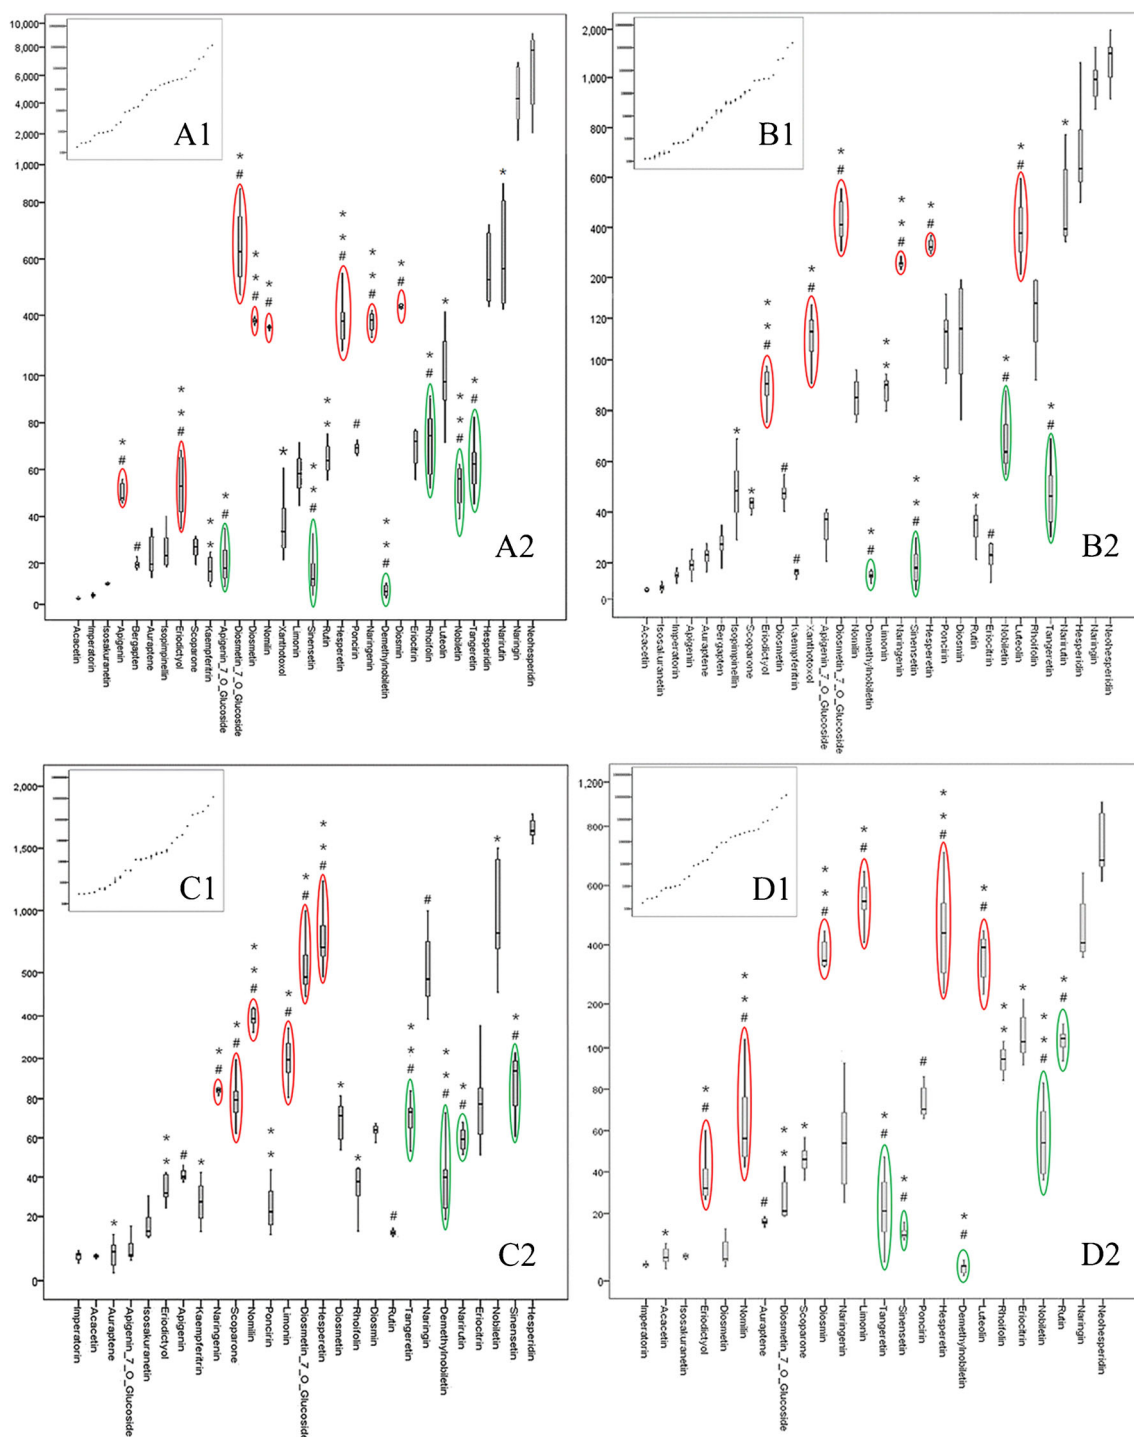 A1
10,000
8,000
6,000
4,000
2,000
1,000
800
600
400
100
80
60
40
20
0
A2
Acacetin
Imperatorin
Isosakuranetin
Apigenin
Bergapten
Auraptene
Isopimpellin
Eriodictyol
Scoparone
Kaempferitrin
Apigenin_7_O_Glucoside
Diosmetin_7_O_Glucoside
Diosmetin
Nomilin
Xanthotoxol
Limonin
Sinensetin
Rutin
Hesperetin
Poncirin
Naringenin
Demethylnobiletin
Diosmin
Eriocitrin
Rhoifolin
Luteolin
Nobiletin
Tangeretin
Hesperidin
Narirutin
Naringin
Neohesperidin
B1
2,000
1,000
800
600
400
200
120
100
80
60
40
20
0
B2
Acacetin
Isosakuranetin
Imperatorin
Apigenin
Auraptene
Bergapten
Isopimpinellin
Scoparone
Eriodictyol
Diosmetin
Kaempferitrin
Xanthotoxol
Apigenin_7_O_Glucoside
Diosmetin_7_O_Glucoside
Nomilin
Demethylnobiletin
Limonin
Naringenin
Sinensetin
Hesperetin
Poncirin
Diosmin
Rutin
Eriocitrin
Nobiletin
Luteolin
Rhoifolin
Tangeretin
Narirutin
Hesperidin
Naringin
Neohesperidin
C1
2,000
1,500
1,000
500
400
200
80
60
40
20
0
C2
Imperatorin
Acacetin
Auraptene
Apigenin_7_O_Glucoside
Isosakuranetin
Eriodictyol
Apigenin
Kaempferitrin
Naringenin
Scoparone
Nomilin
Poncirin
Limonin
Diosmetin_7_O_Glucoside
Hesperetin
Diosmetin
Rhoifolin
Diosmin
Rutin
Tangeretin
Naringin
Demethylnobiletin
Narirutin
Eriocitrin
Nobiletin
Sinensetin
Hesperidin
D1
1,200
800
600
400
200
100
80
60
40
20
0
D2
Imperatorin
Acacetin
Isosakuranetin
Eriodictyol
Diosmetin
Nomilin
Auraptene
Diosmetin_7_O_Glucoside
Scoparone
Diosmin
Naringenin
Limonin
Tangeretin
Sinensetin
Poncirin
Hesperetin
Demethylnobiletin
Luteolin
Rhoifolin
Eriocitrin
Nobiletin
Rutin
Naringin
Neohesperidin